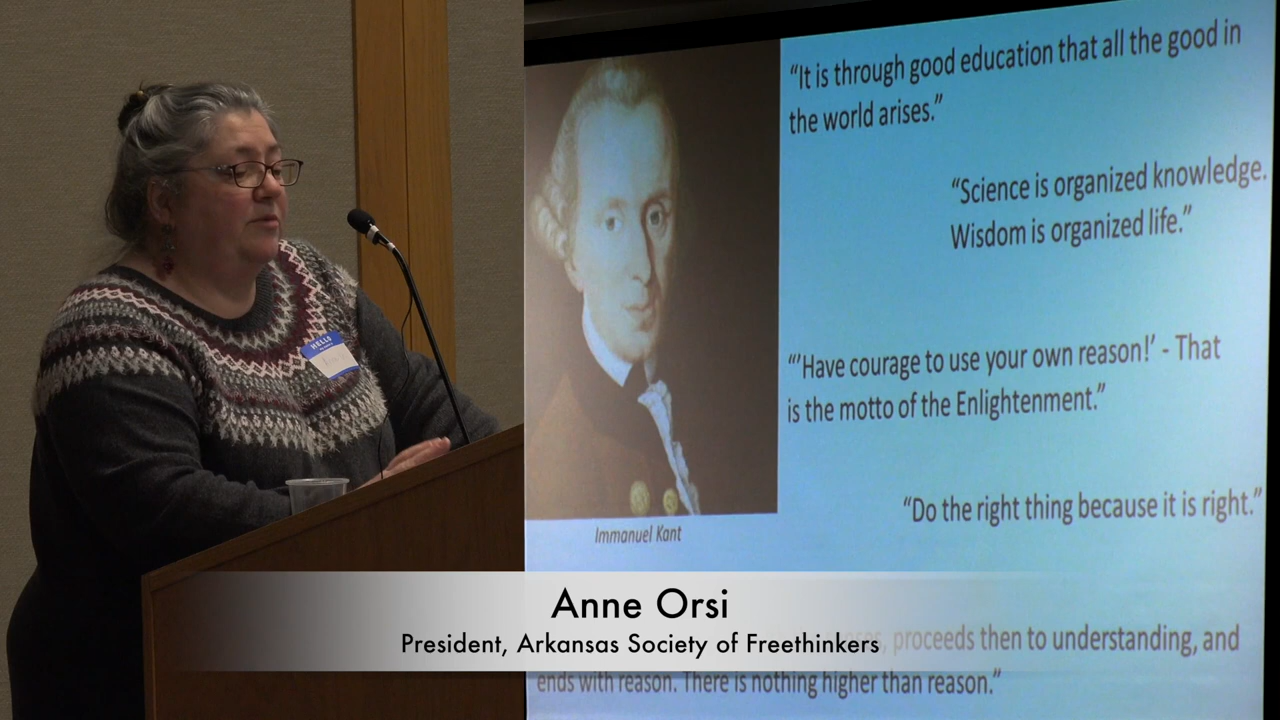 “It is through good education that all the good in
the world arises.”
“Science is organized knowledge.
Wisdom is organized life.”
“’Have courage to use your own reason!’ - That
is the motto of the Enlightenment.”
“Do the right thing because it is right.”
Immanuel Kant
HELLO
Anne Orsi
President, Arkansas Society of Freethinkers
proceeds then to understanding, and
ends with reason. There is nothing higher than reason.”